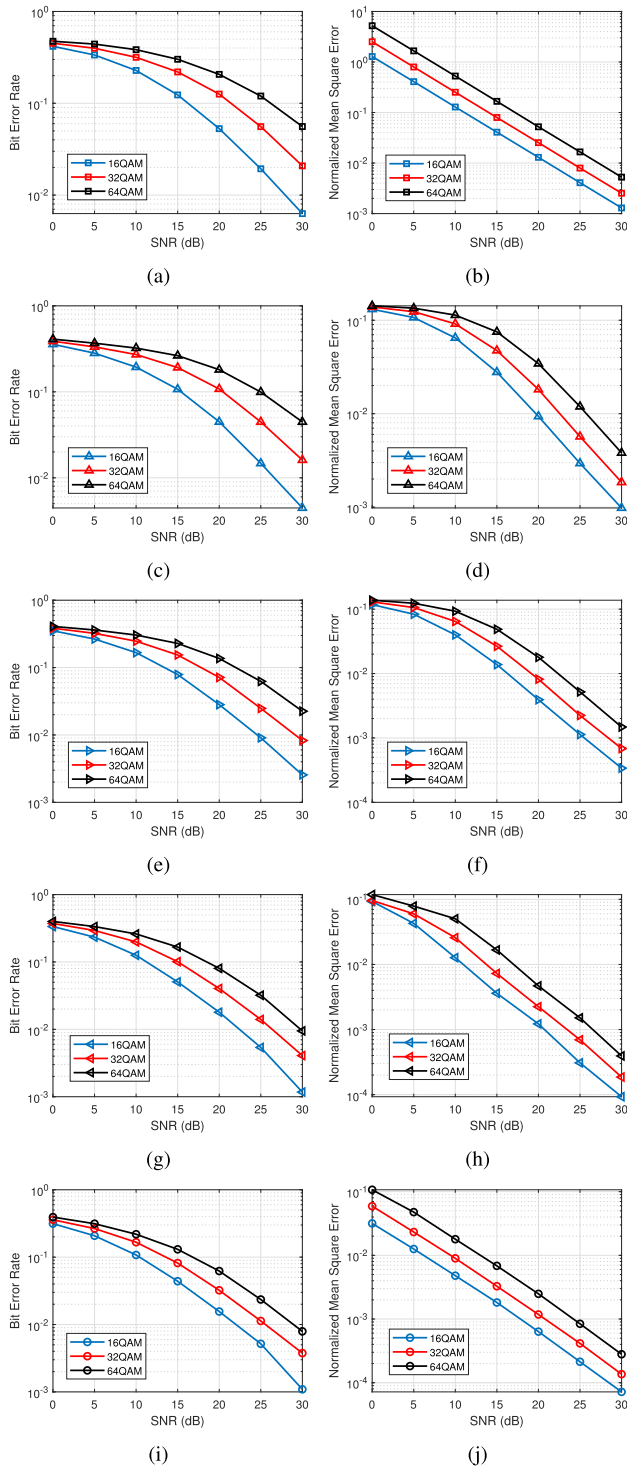 Bit Error Rate
10^0
10^-1
10^-2
16QAM
32QAM
64QAM
0 5 10 15 20 25 30
SNR (dB)
(a)
Normalized Mean Square Error
10^1
10^0
10^-1
10^-2
10^-3
16QAM
32QAM
64QAM
0 5 10 15 20 25 30
SNR (dB)
(b)
Bit Error Rate
10^0
10^-1
10^-2
16QAM
32QAM
64QAM
0 5 10 15 20 25 30
SNR (dB)
(c)
Normalized Mean Square Error
10^-1
10^-2
10^-3
16QAM
32QAM
64QAM
0 5 10 15 20 25 30
SNR (dB)
(d)
Bit Error Rate
10^0
10^-1
10^-2
10^-3
16QAM
32QAM
64QAM
0 5 10 15 20 25 30
SNR (dB)
(e)
Normalized Mean Square Error
10^-1
10^-2
10^-3
10^-4
16QAM
32QAM
64QAM
0 5 10 15 20 25 30
SNR (dB)
(f)
Bit Error Rate
10^0
10^-1
10^-2
10^-3
16QAM
32QAM
64QAM
0 5 10 15 20 25 30
SNR (dB)
(g)
Normalized Mean Square Error
10^-1
10^-2
10^-3
10^-4
16QAM
32QAM
64QAM
0 5 10 15 20 25 30
SNR (dB)
(h)
Bit Error Rate
10^0
10^-1
10^-2
10^-3
16QAM
32QAM
64QAM
0 5 10 15 20 25 30
SNR (dB)
(i)
Normalized Mean Square Error
10^-1
10^-2
10^-3
10^-4
16QAM
32QAM
64QAM
0 5 10 15 20 25 30
SNR (dB)
(j)